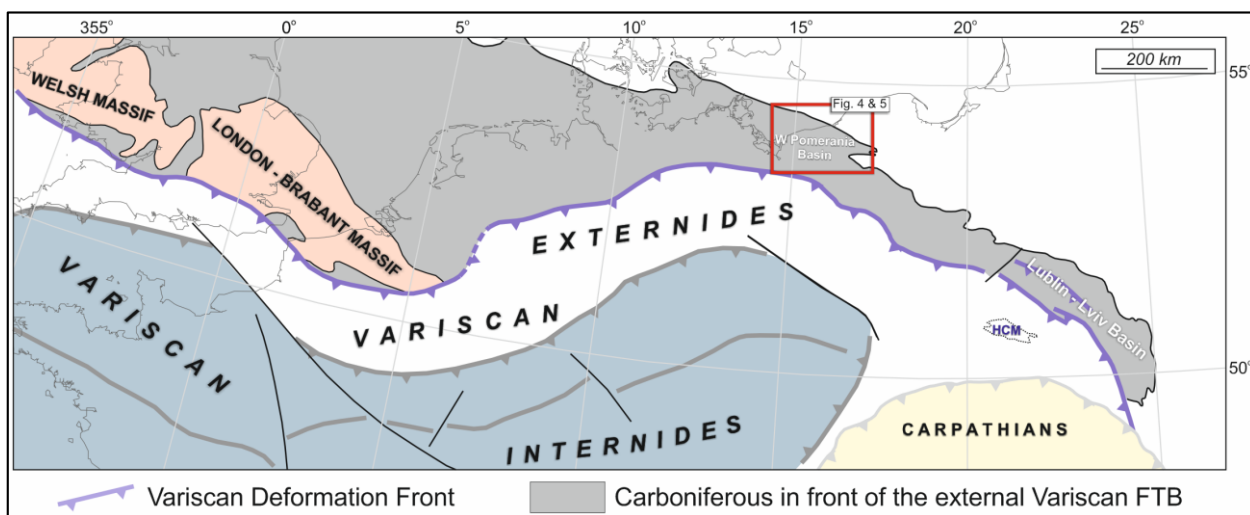 355°
0°
5°
10°
15°
20°
25°
200 km
55°
WELSH MASSIF
LONDON - BRABANT MASSIF
Fig. 4 & 5
W Pomerania
Basin
EXTERNIDES
VARISCAN
VARISCAN
Lublin - Lviv Basin
HCM
50°
INTERNIDES
CARPATHIANS
Variscan Deformation Front
Carboniferous in front of the external Variscan FTB